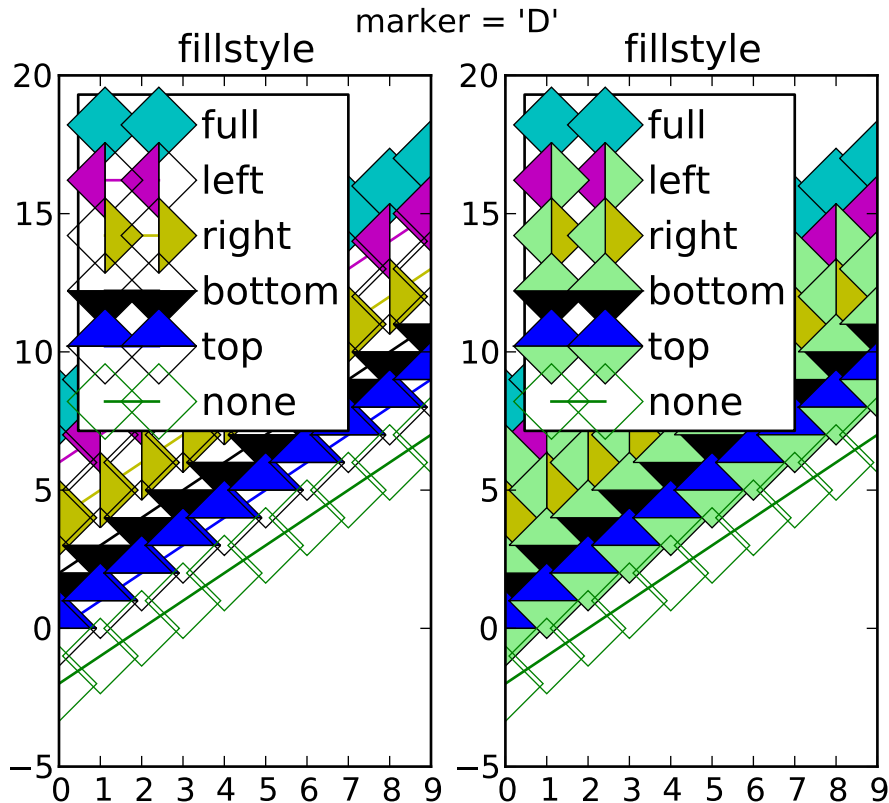 marker = 'D'
fillstyle
20
15
10
5
0
−5
0 1 2 3 4 5 6 7 8 9
full
left
right
bottom
top
none
fillstyle
20
15
10
5
0
−5
0 1 2 3 4 5 6 7 8 9
full
left
right
bottom
top
none